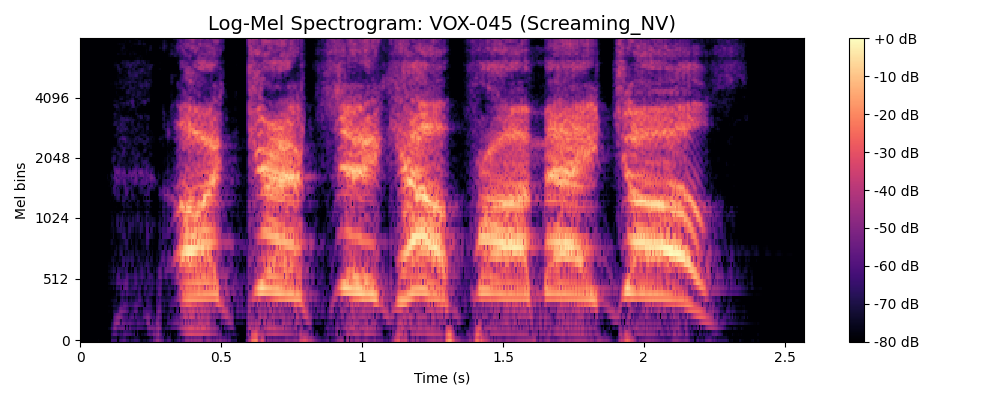 Log-Mel Spectrogram: VOX-045 (Screaming_NV)
Mel bins
4096
2048
1024
512
0
0
0.5
1
1.5
2
2.5
Time (s)
+0 dB
-10 dB
-20 dB
-30 dB
-40 dB
-50 dB
-60 dB
-70 dB
-80 dB